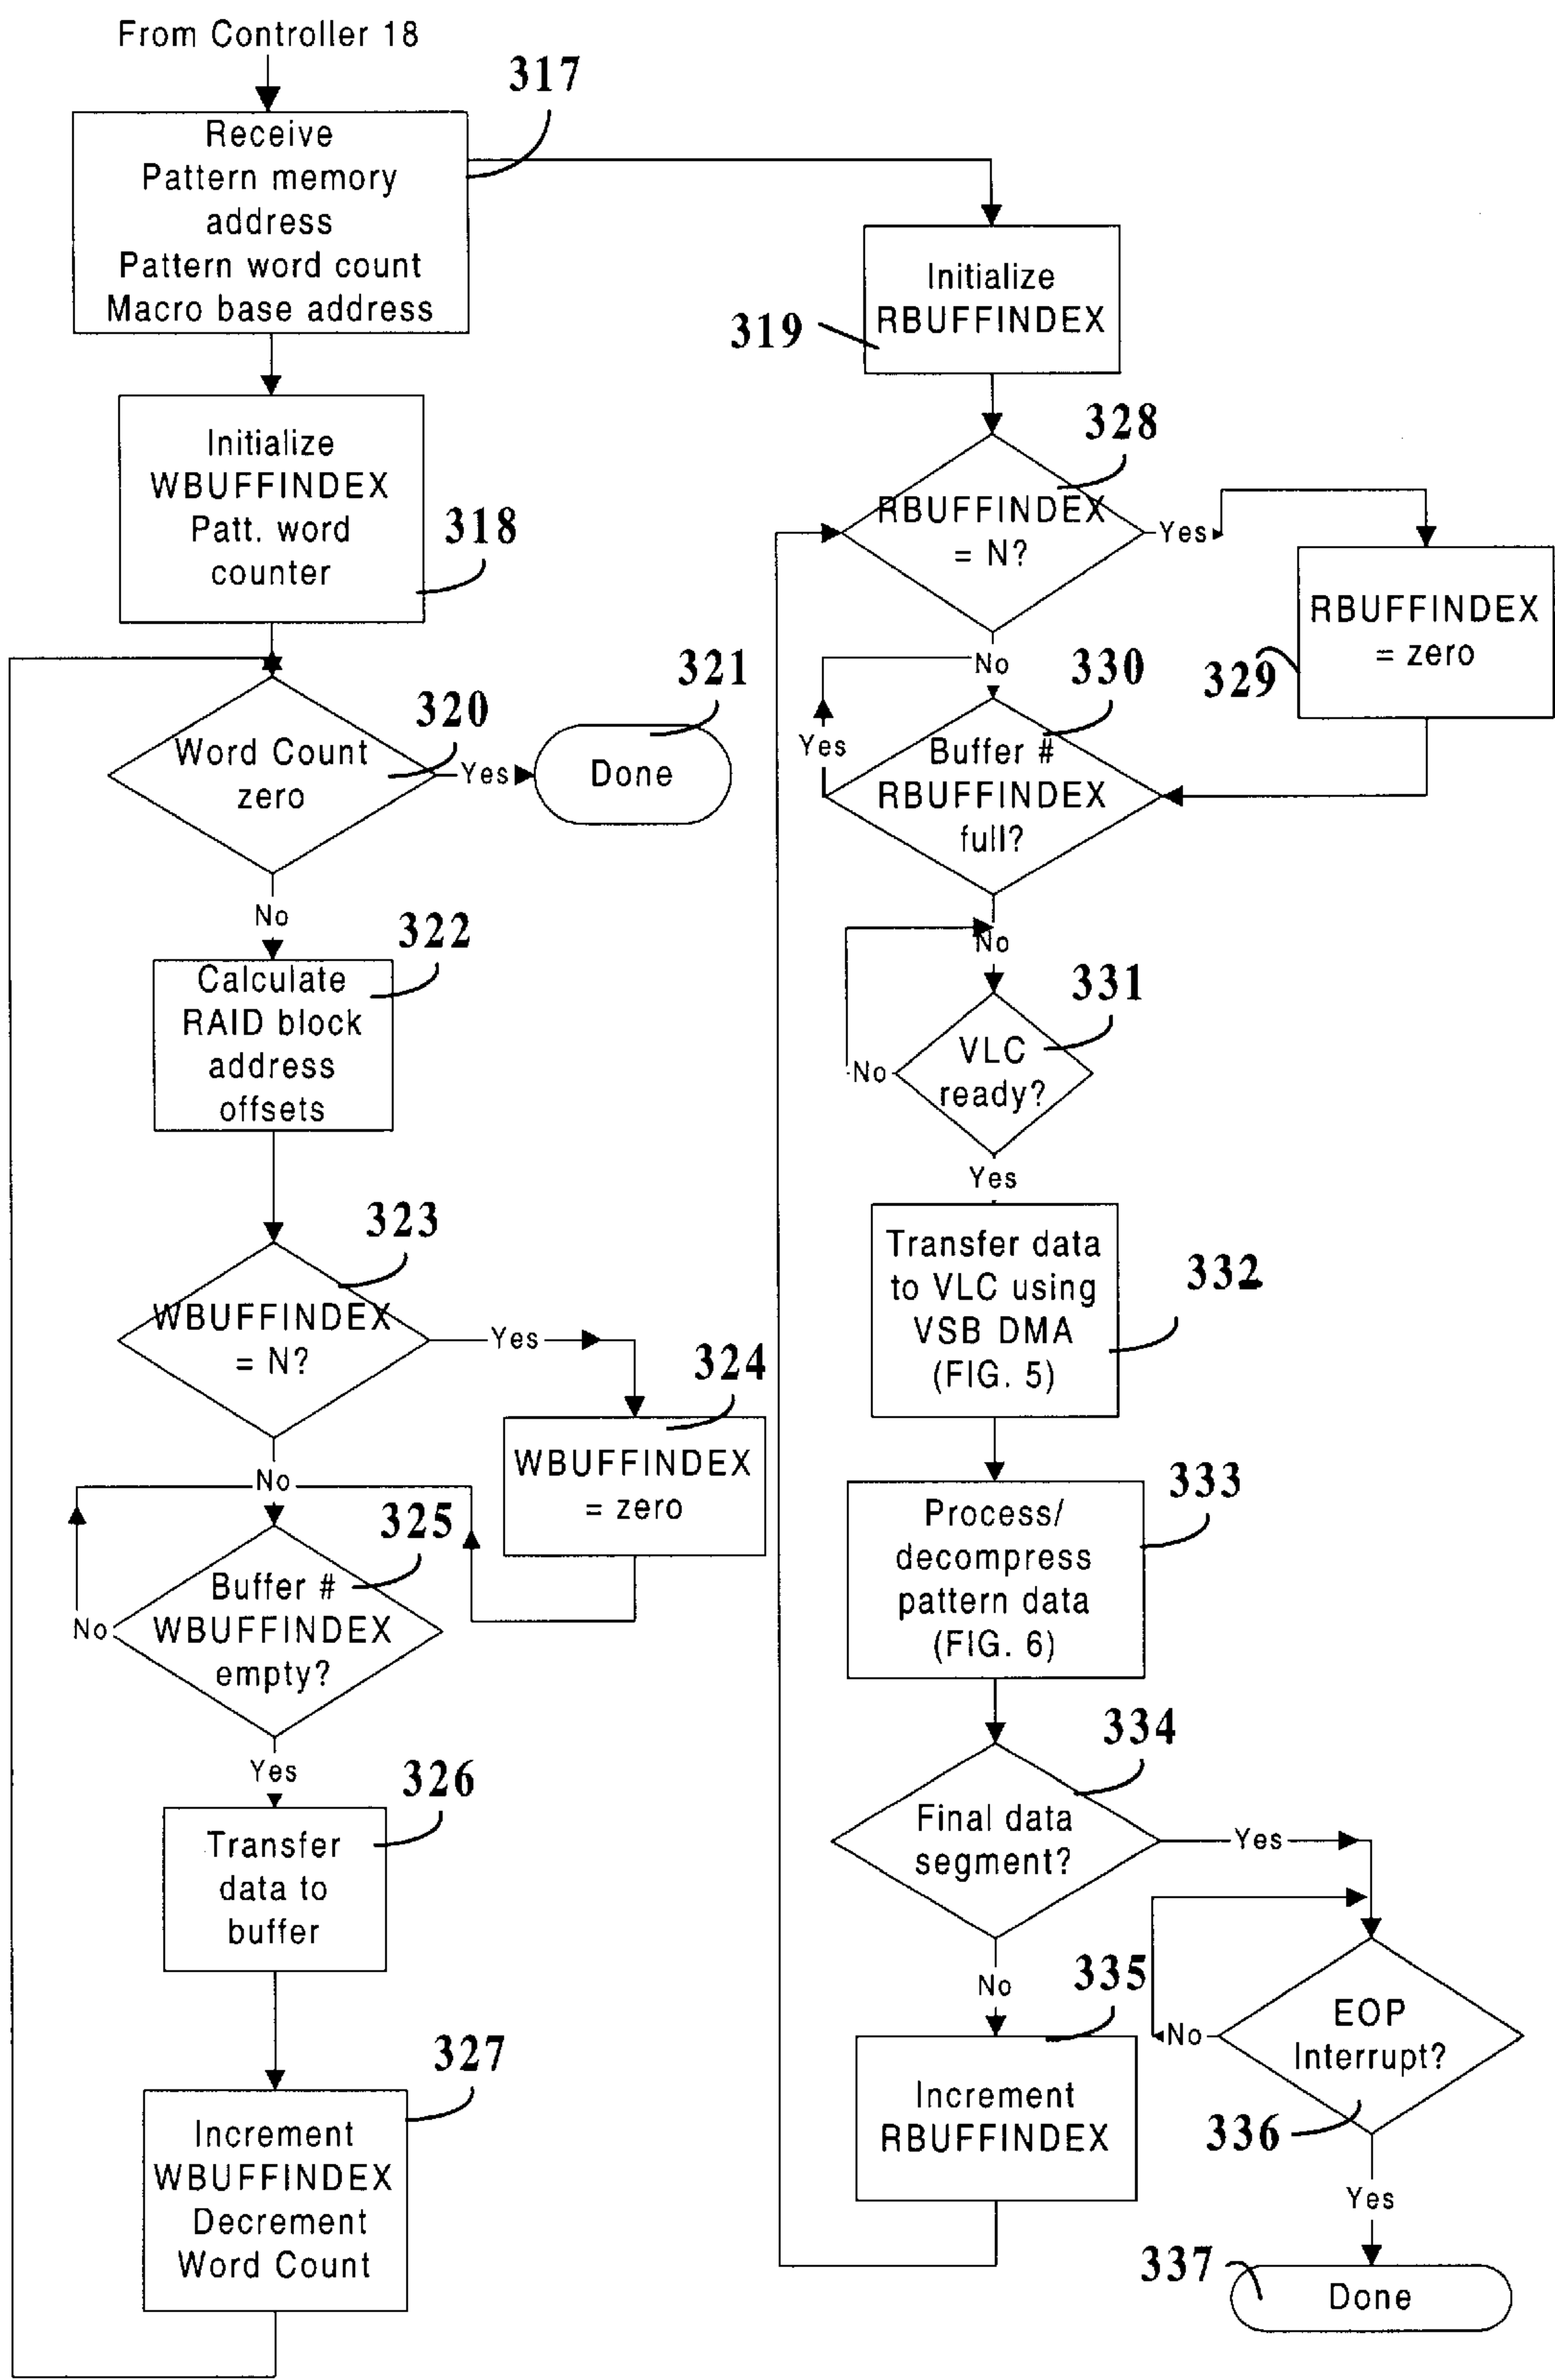 From Controller 18
317
Receive
Pattern memory
address
Pattern word count
Macro base address
Initialize
WBUFFINDEX
Patt. word
counter
318
320
Word Count
zero
Yes
321
Done
No
322
Calculate
RAID block
address
offsets
323
WBUFFINDEX
= N?
Yes
324
WBUFFINDEX
= zero
No
325
Buffer #
WBUFFINDEX
empty?
No
Yes
326
Transfer
data to
buffer
327
Increment
WBUFFINDEX
Decrement
Word Count
Initialize
RBUFFINDEX
319
328
RBUFFINDEX
= N?
Yes
RBUFFINDEX
= zero
329
No
330
Yes
Buffer #
RBUFFINDEX
full?
No
331
VLC
ready?
No
Yes
Transfer data
to VLC using
VSB DMA
(FIG. 5)
332
333
Process/
decompress
pattern data
(FIG. 6)
334
Final data
segment?
Yes
No
335
Increment
RBUFFINDEX
EOP
Interrupt?
No
336
Yes
337
Done